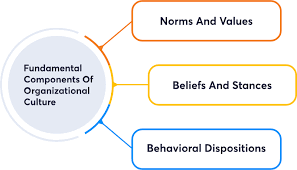 Fundamental
Components Of
Organizational
Culture
Norms And Values
Beliefs And Stances
Behavioral Dispositions